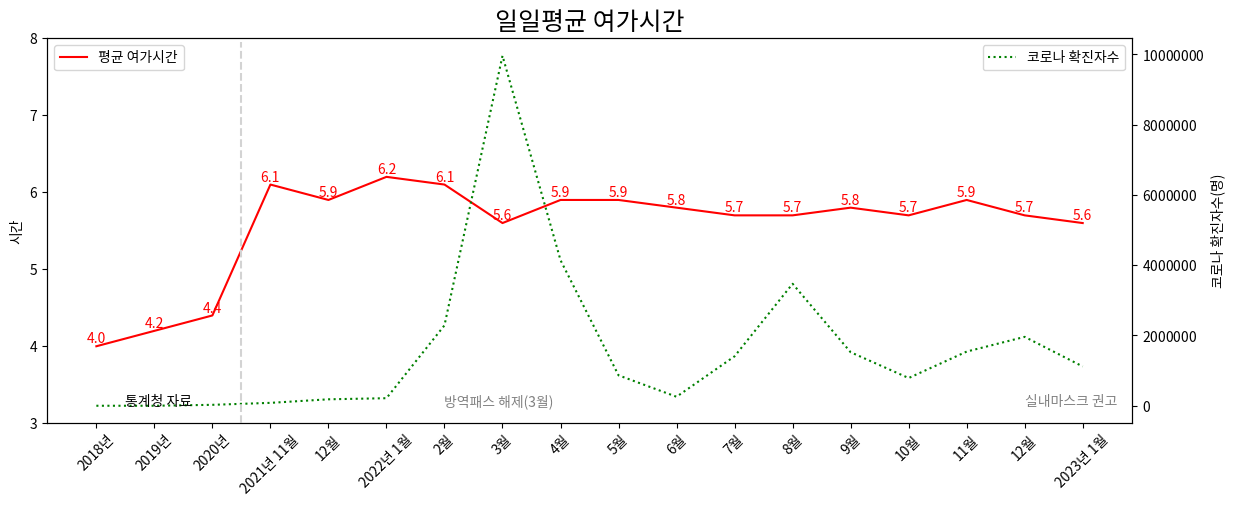 일일평균 여가시간
평균 여가시간
코로나 확진자수
8
7
6
5
4
3
시간
10000000
8000000
6000000
4000000
2000000
0
코로나 확진자수(명)
4.0
4.2
4.4
6.1
5.9
6.2
6.1
5.6
5.9
5.9
5.8
5.7
5.7
5.8
5.7
5.9
5.7
5.6
통계청 자료
방역패스 해제(3월)
실내마스크 권고
2018년
2019년
2020년
2021년 11월
12월
2022년 1월
2월
3월
4월
5월
6월
7월
8월
9월
10월
11월
12월
2023년 1월